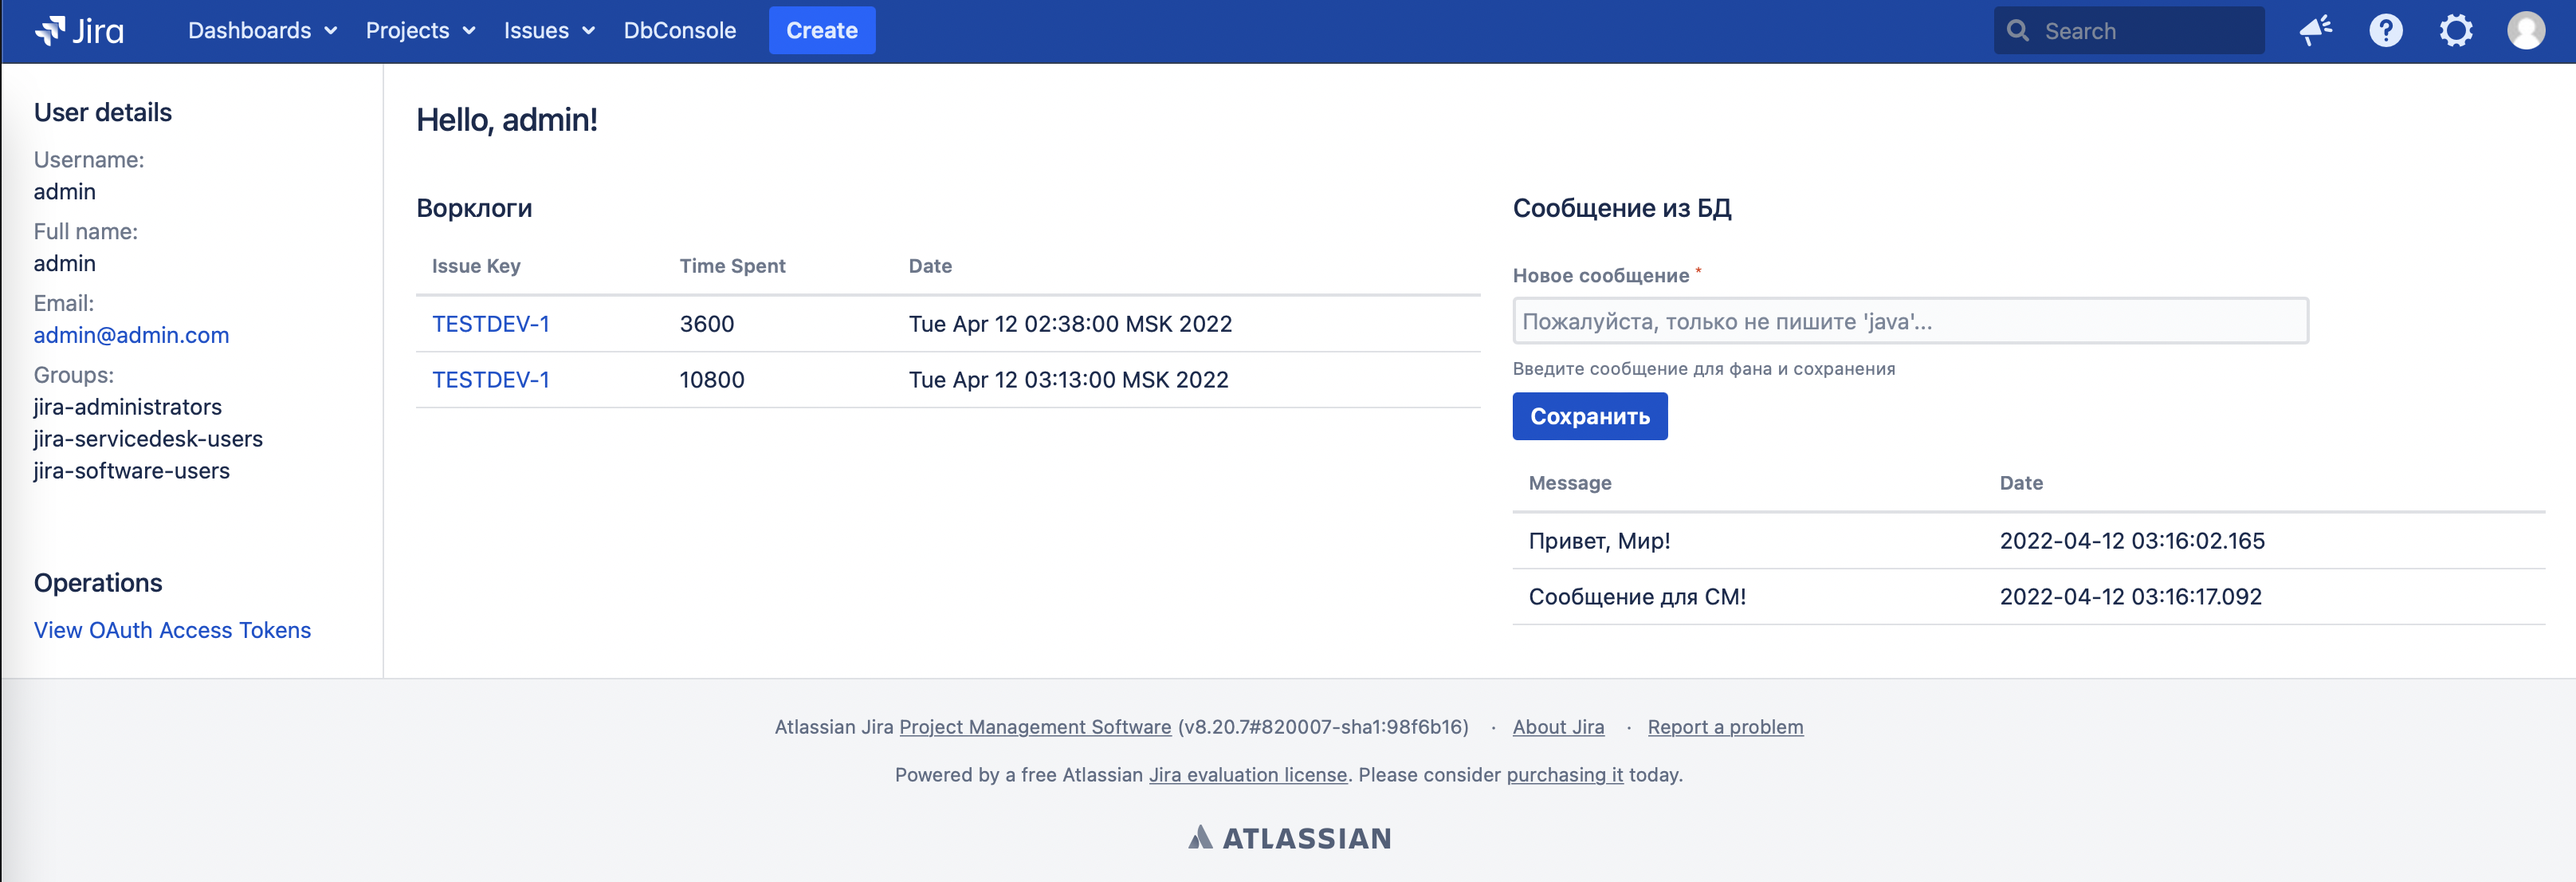 Jira Dashboards Projects Issues DbConsole Create Search
User details
Username:
admin
Full name:
admin
Email:
admin@admin.com
Groups:
jira-administrators
jira-servicedesk-users
jira-software-users
Operations
View OAuth Access Tokens
Hello, admin!
Ворклоги
Issue Key Time Spent Date
TESTDEV-1 3600 Tue Apr 12 02:38:00 MSK 2022
TESTDEV-1 10800 Tue Apr 12 03:13:00 MSK 2022
Сообщение из БД
Новое сообщение *
Пожалуйста, только не пишите 'java'...
Введите сообщение для фана и сохранения
Сохранить
Message Date
Привет, Мир! 2022-04-12 03:16:02.165
Сообщение для СМ! 2022-04-12 03:16:17.092
Atlassian Jira Project Management Software (v8.20.7#820007-sha1:98f6b16) · About Jira · Report a problem
Powered by a free Atlassian Jira evaluation license. Please consider purchasing it today.
ATLASSIAN